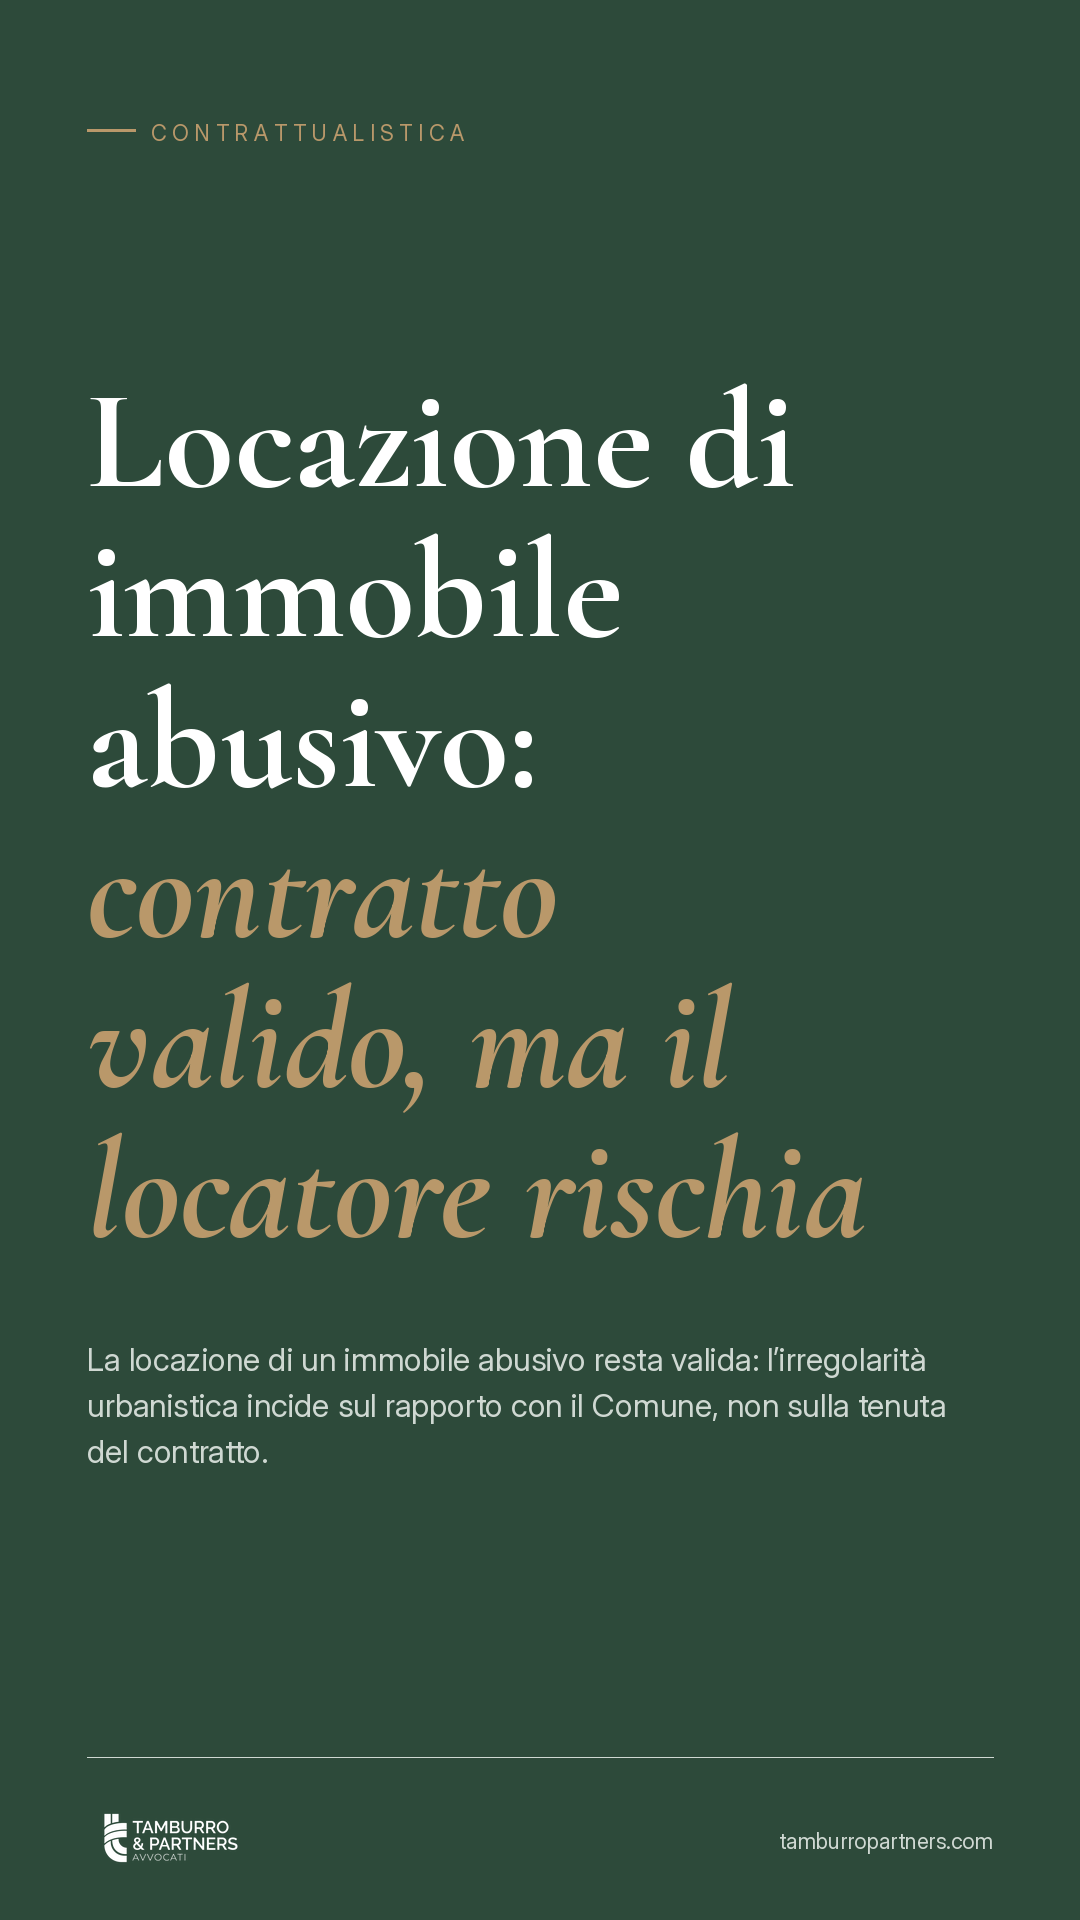 CONTRATTUALISTICA
Locazione di
immobile
abusivo:
contratto
valido, ma il
locatore rischia
La locazione di un immobile abusivo resta valida: l’irregolarità
urbanistica incide sul rapporto con il Comune, non sulla tenuta
del contratto.
TAMBURRO
& PARTNERS
AVVOCATI
tamburropartners.com